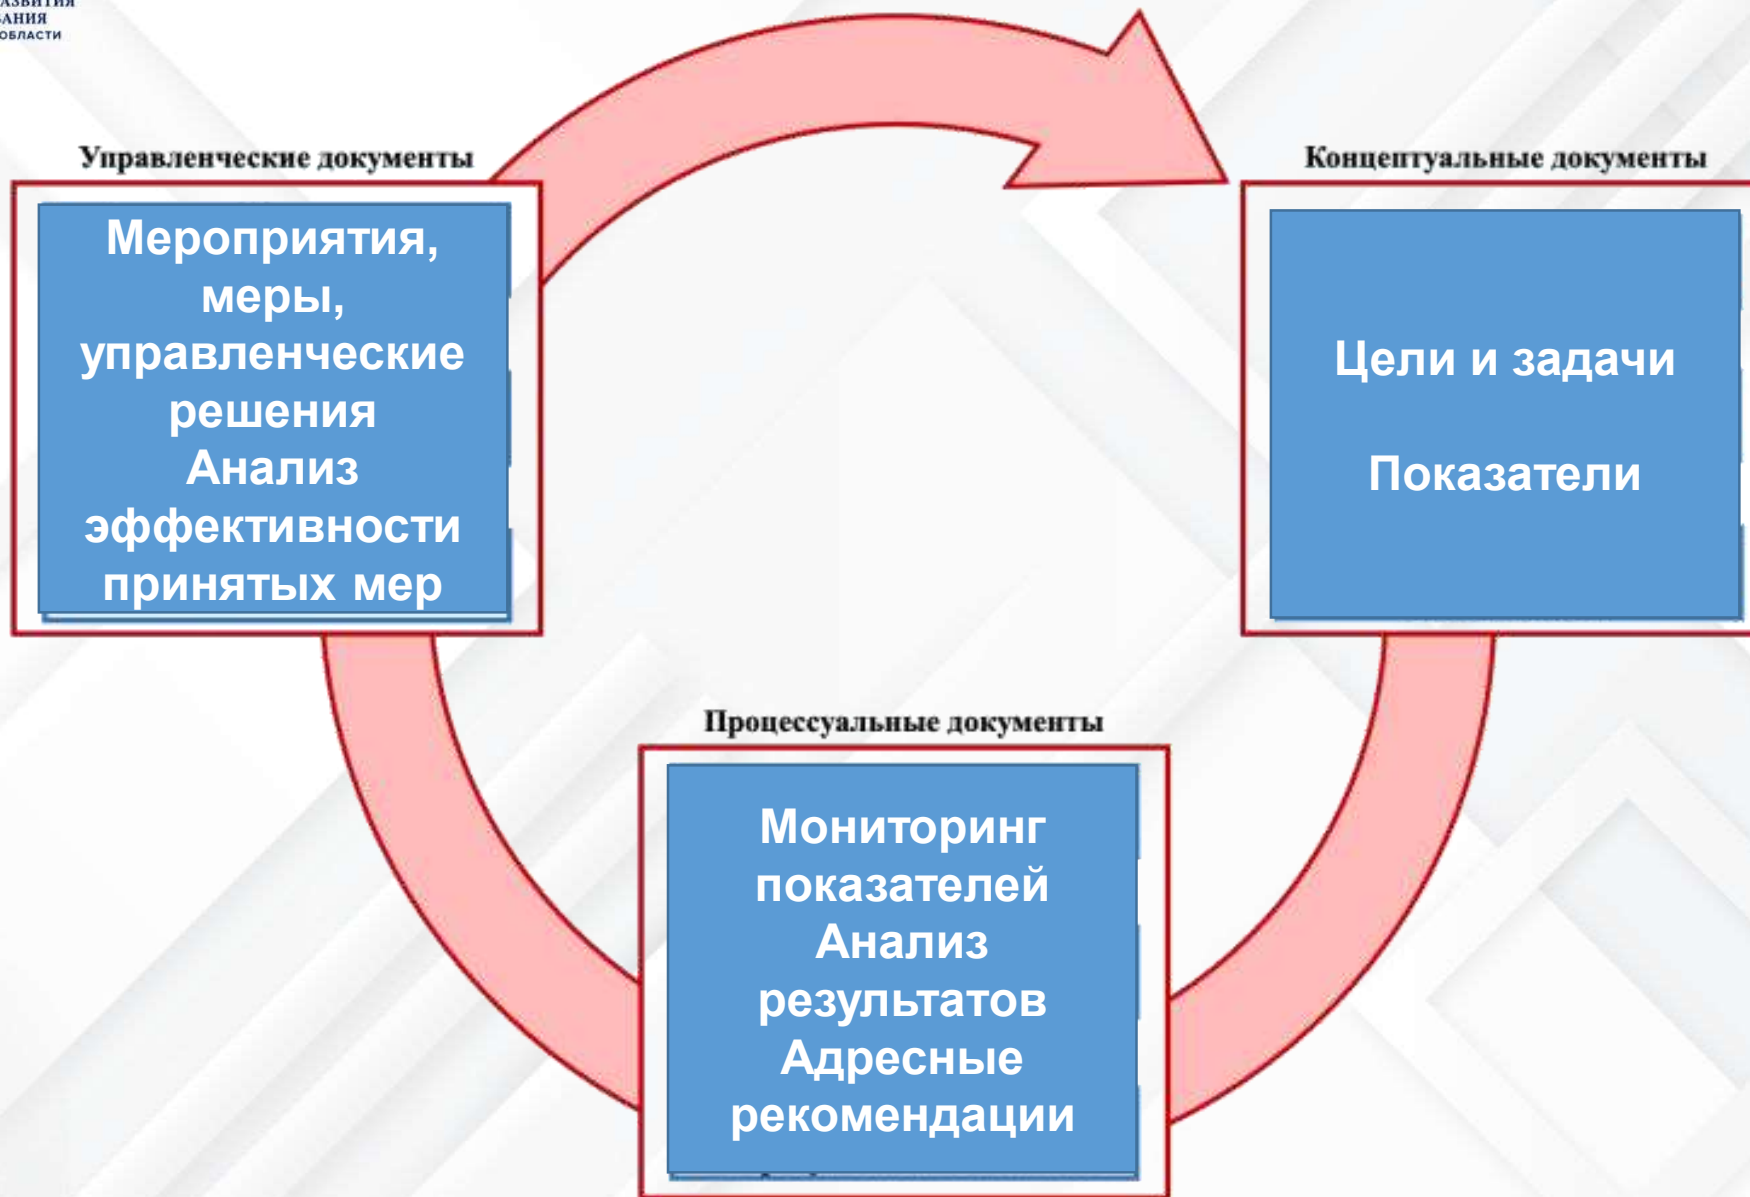 ОБЛАСТИ
Управленческие документы
Мероприятия,
меры,
управленческие
решения
Анализ
эффективности
принятых мер
Концептуальные документы
Цели и задачи
Показатели
Процессуальные документы
Мониторинг
показателей
Анализ
результатов
Адресные
рекомендации